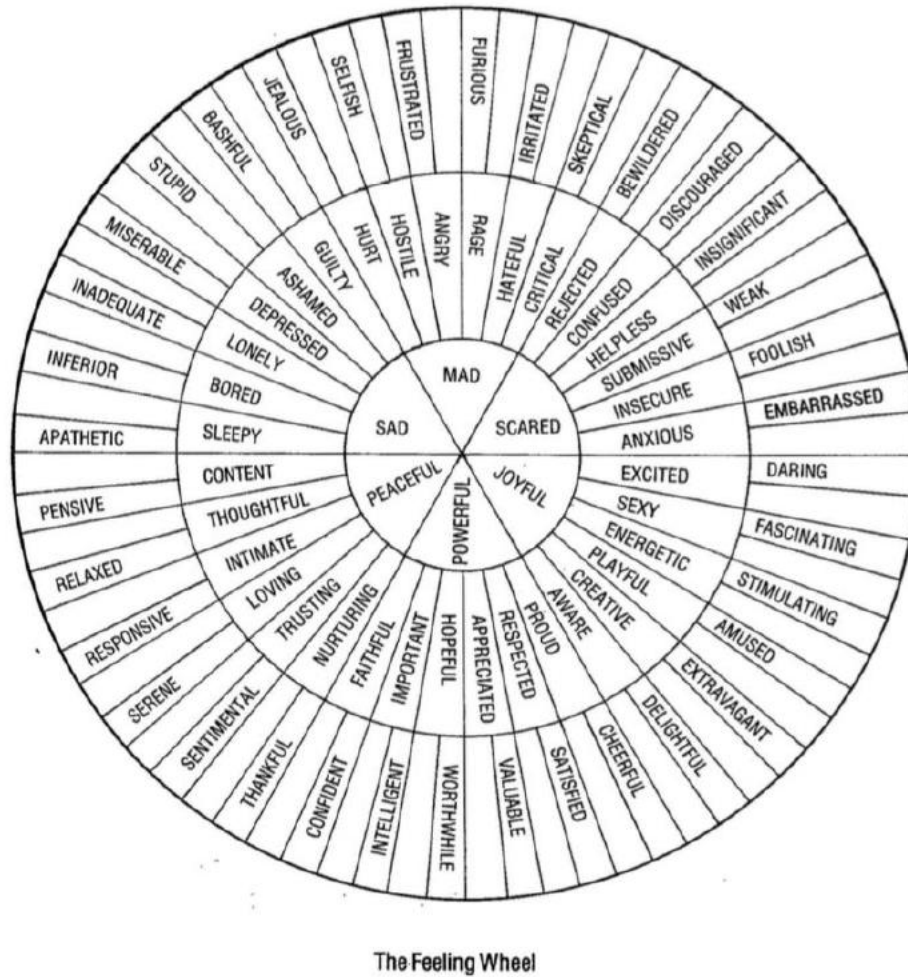 MAD
SCARED
JOYFUL
POWERFUL
PEACEFUL
SAD
RAGE
HATEFUL
CRITICAL
REJECTED
CONFUSED
HELPLESS
SUBMISSIVE
INSECURE
ANXIOUS
EXCITED
SEXY
ENERGETIC
PLAYFUL
CREATIVE
AWARE
PROUD
RESPECTED
APPRECIATED
HOPEFUL
IMPORTANT
FAITHFUL
NURTURING
TRUSTING
LOVING
INTIMATE
THOUGHTFUL
CONTENT
SLEEPY
BORED
LONELY
DEPRESSED
ASHAMED
GUILTY
HURT
HOSTILE
ANGRY
FURIOUS
IRRITATED
SKEPTICAL
BEWILDERED
DISCOURAGED
INSIGNIFICANT
WEAK
FOOLISH
EMBARRASSED
DARING
FASCINATING
STIMULATING
AMUSED
EXTRAVAGANT
DELIGHTFUL
CHEERFUL
SATISFIED
VALUABLE
WORTHWHILE
INTELLIGENT
CONFIDENT
THANKFUL
SENTIMENTAL
SERENE
RESPONSIVE
RELAXED
PENSIVE
APATHETIC
INFERIOR
INADEQUATE
MISERABLE
STUPID
BASHFUL
JEALOUS
SELFISH
FRUSTRATED
The Feeling Wheel